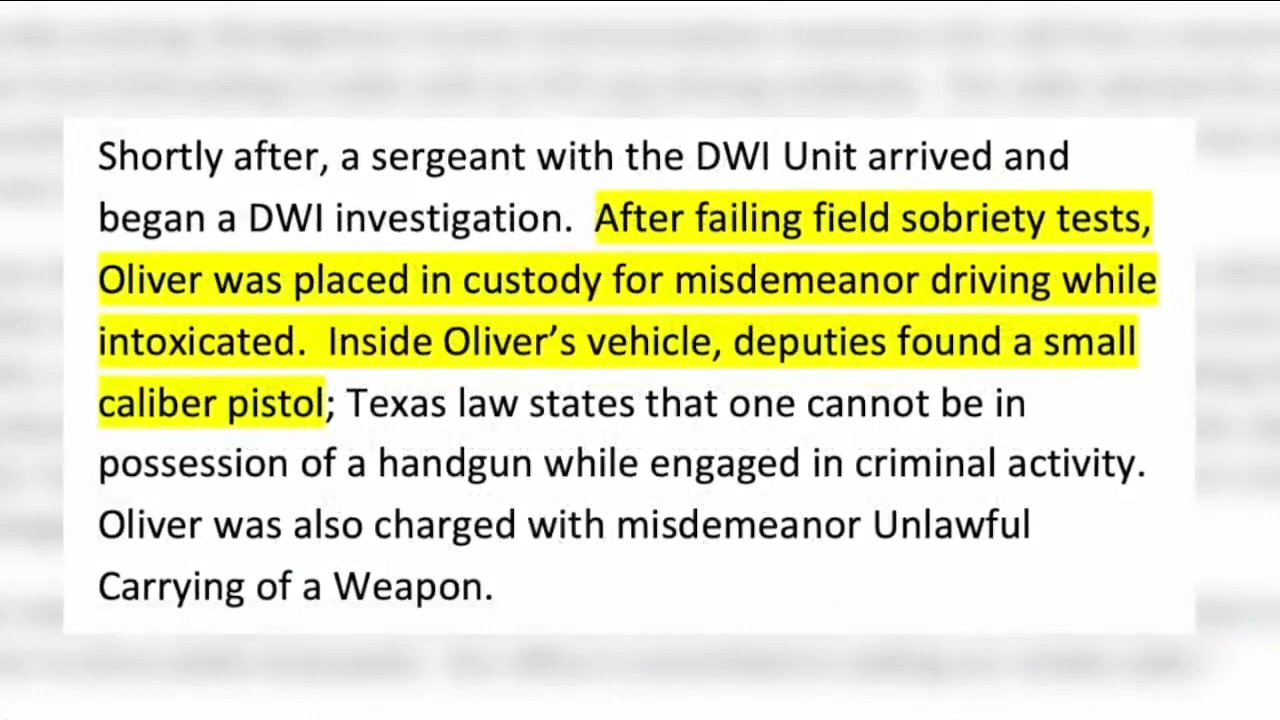 Shortly after, a sergeant with the DWI Unit arrived and
began a DWI investigation.  After failing field sobriety tests,
Oliver was placed in custody for misdemeanor driving while
intoxicated.  Inside Oliver’s vehicle, deputies found a small
caliber pistol; Texas law states that one cannot be in
possession of a handgun while engaged in criminal activity.
Oliver was also charged with misdemeanor Unlawful
Carrying of a Weapon.